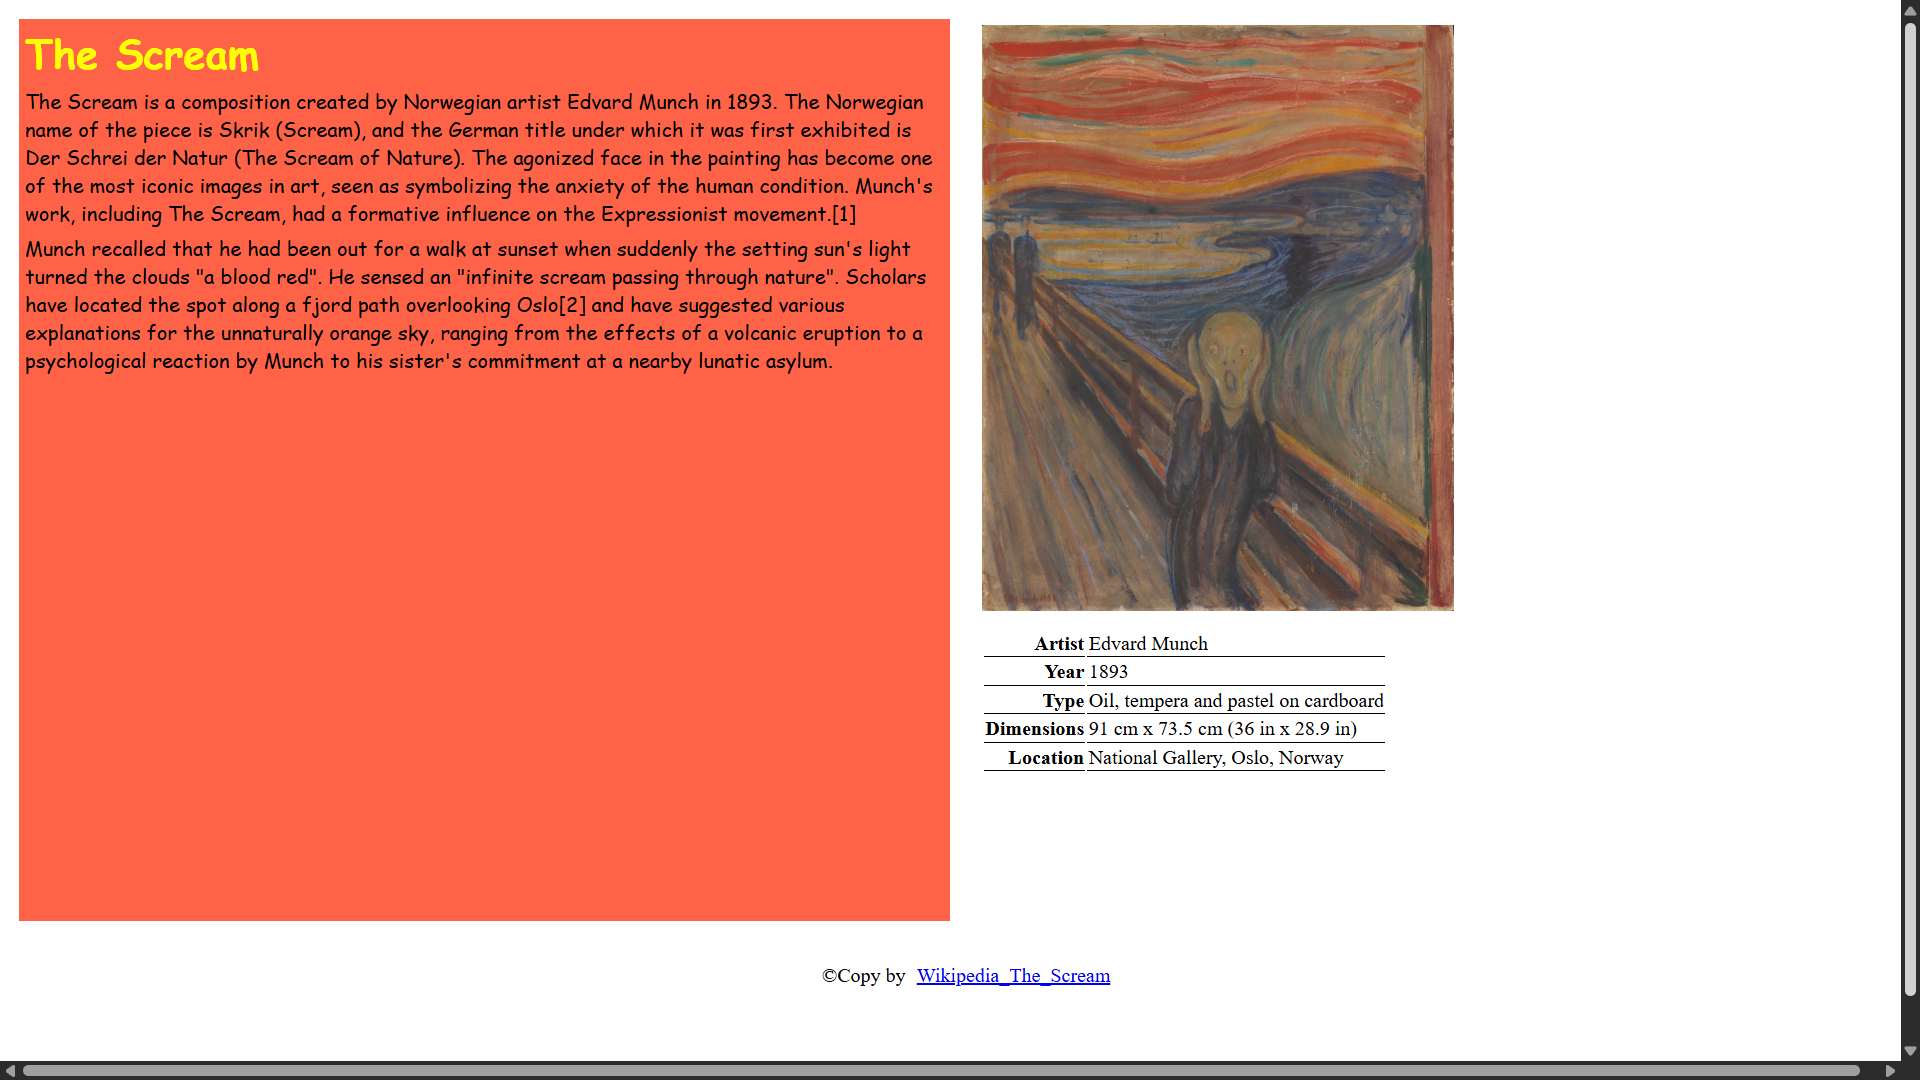 The Scream
The Scream is a composition created by Norwegian artist Edvard Munch in 1893. The Norwegian
name of the piece is Skrik (Scream), and the German title under which it was first exhibited is
Der Schrei der Natur (The Scream of Nature). The agonized face in the painting has become one
of the most iconic images in art, seen as symbolizing the anxiety of the human condition. Munch's
work, including The Scream, had a formative influence on the Expressionist movement.[1]
Munch recalled that he had been out for a walk at sunset when suddenly the setting sun's light
turned the clouds "a blood red". He sensed an "infinite scream passing through nature". Scholars
have located the spot along a fjord path overlooking Oslo[2] and have suggested various
explanations for the unnaturally orange sky, ranging from the effects of a volcanic eruption to a
psychological reaction by Munch to his sister's commitment at a nearby lunatic asylum.
Artist Edvard Munch
Year 1893
Type Oil, tempera and pastel on cardboard
Dimensions 91 cm x 73.5 cm (36 in x 28.9 in)
Location National Gallery, Oslo, Norway
©Copy by Wikipedia_The_Scream